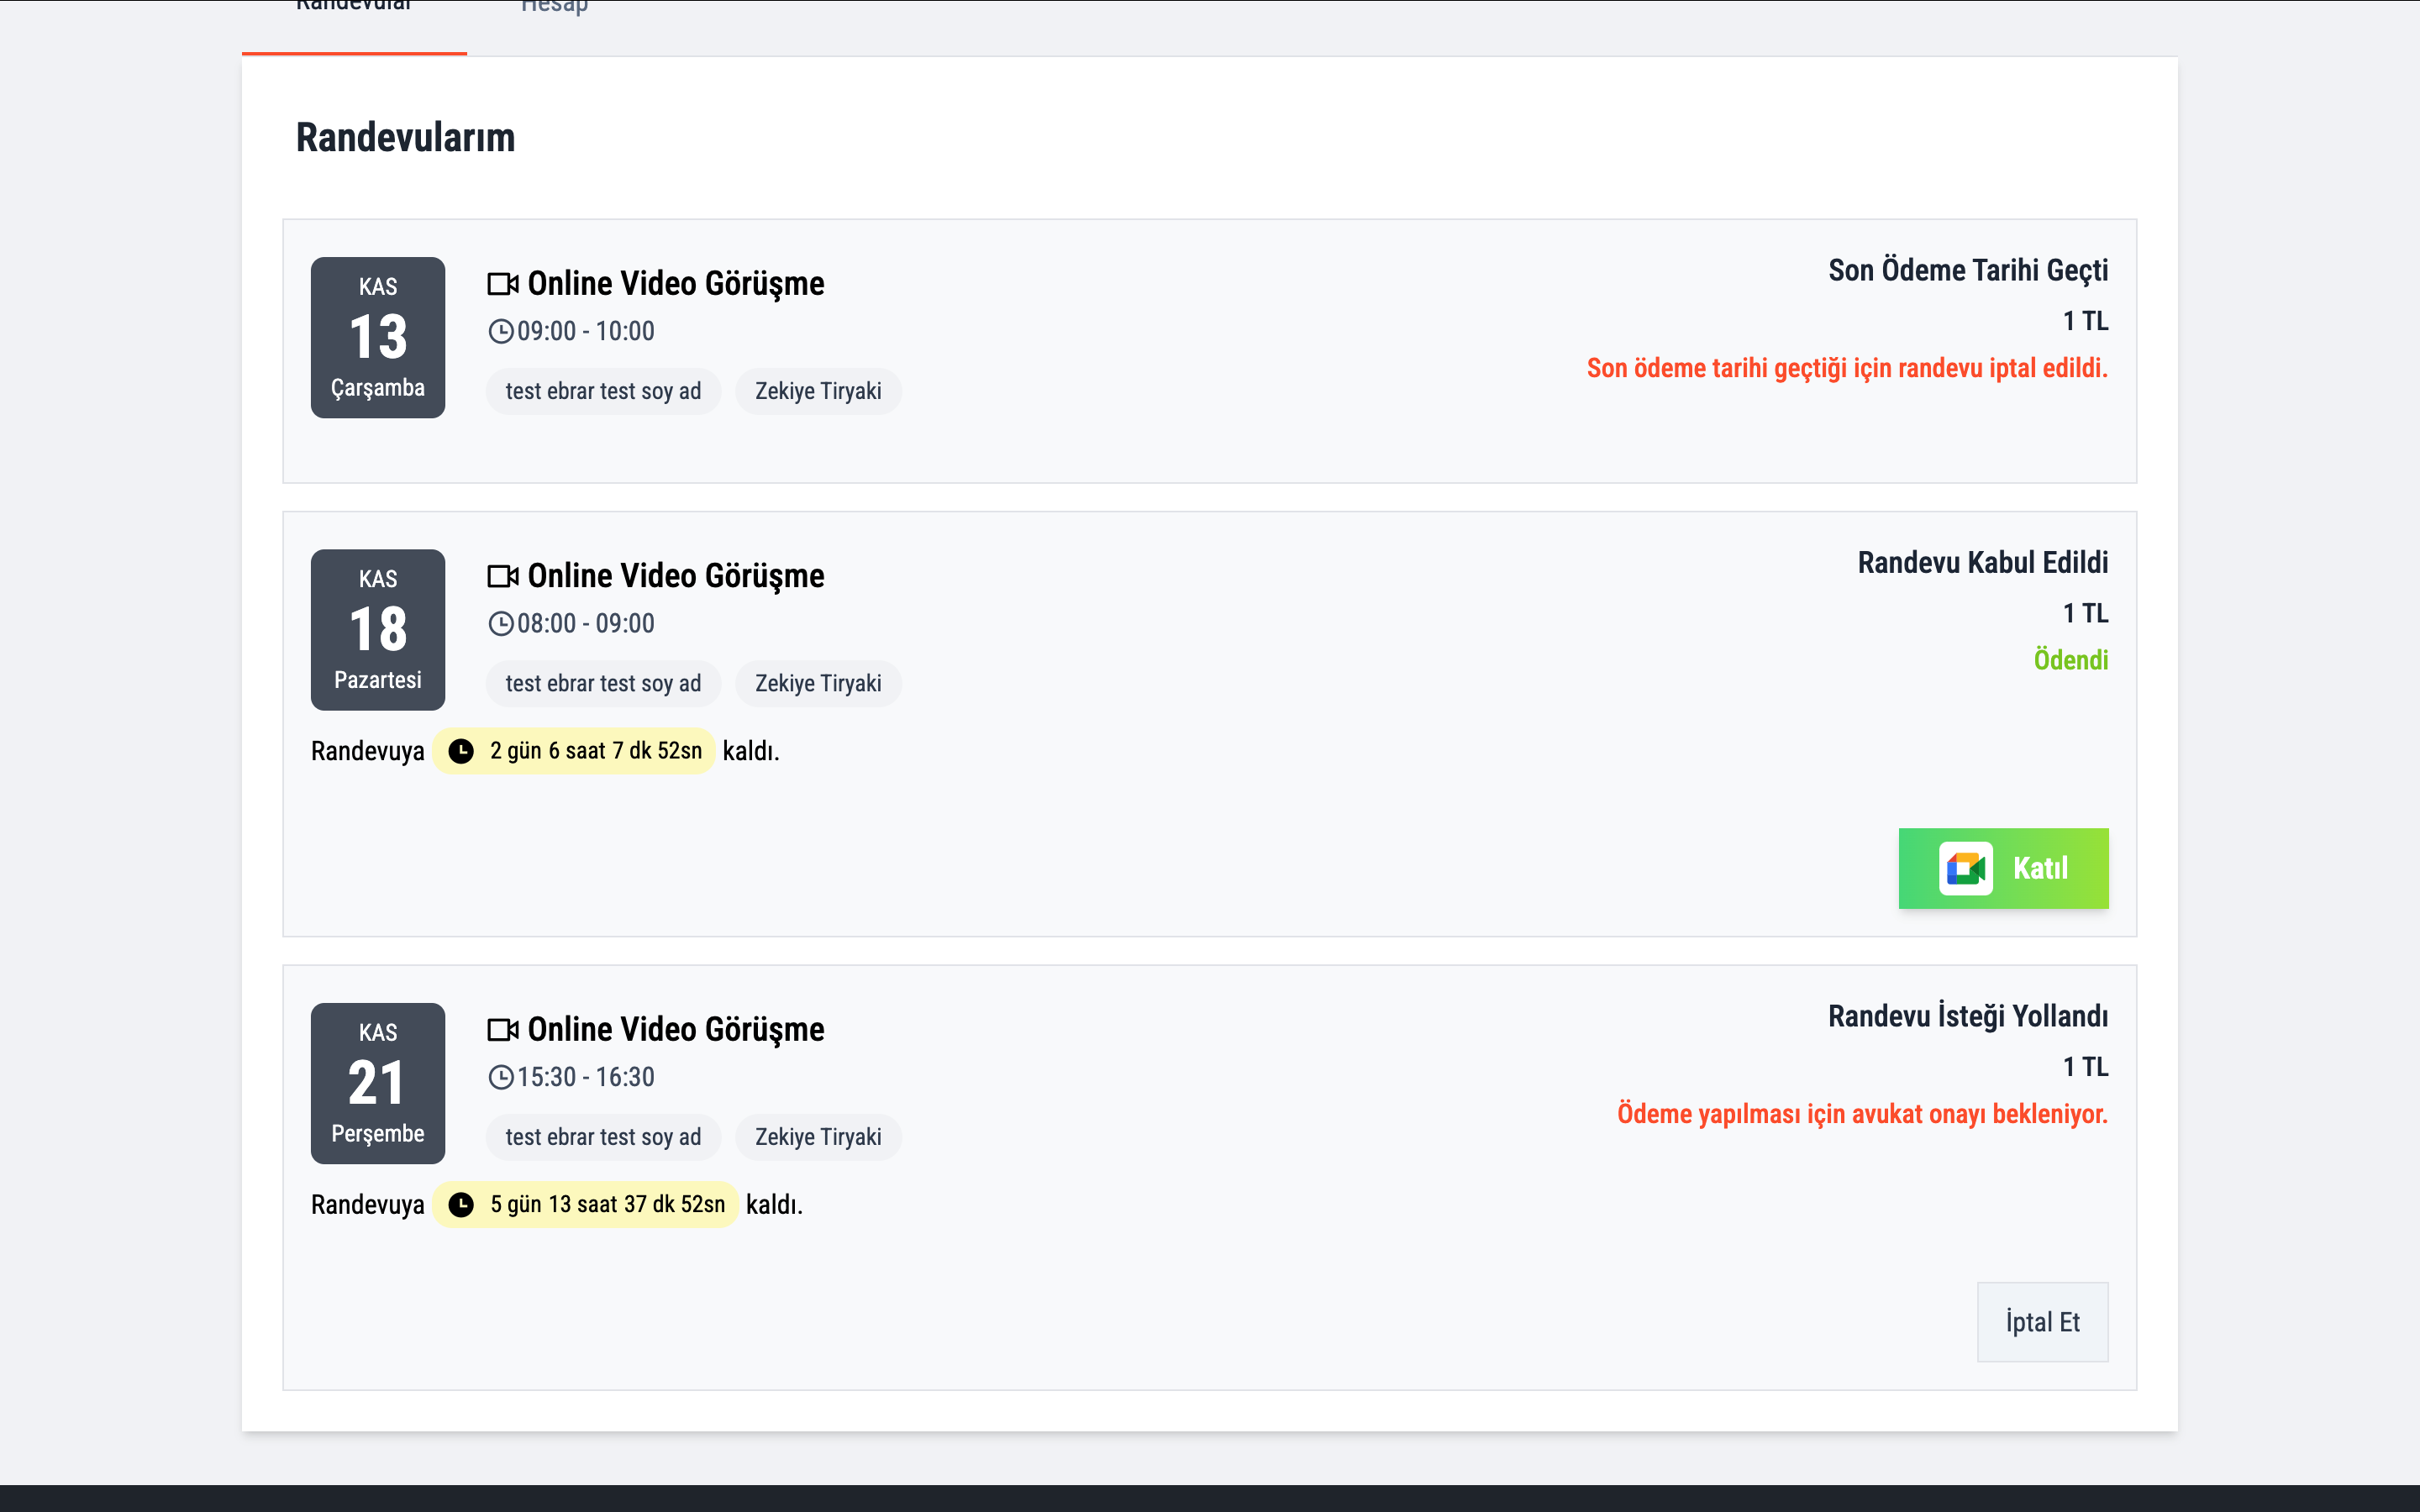 Randevular
Hesap
Randevularım
KAS
13
Çarşamba
Online Video Görüşme
09:00 - 10:00
test ebrar test soy ad
Zekiye Tiryaki
Son Ödeme Tarihi Geçti
1 TL
Son ödeme tarihi geçtiği için randevu iptal edildi.
KAS
18
Pazartesi
Online Video Görüşme
08:00 - 09:00
test ebrar test soy ad
Zekiye Tiryaki
Randevuya 2 gün 6 saat 7 dk 52sn kaldı.
Randevu Kabul Edildi
1 TL
Ödendi
Katıl
KAS
21
Perşembe
Online Video Görüşme
15:30 - 16:30
test ebrar test soy ad
Zekiye Tiryaki
Randevuya 5 gün 13 saat 37 dk 52sn kaldı.
Randevu İsteği Yollandı
1 TL
Ödeme yapılması için avukat onayı bekleniyor.
İptal Et